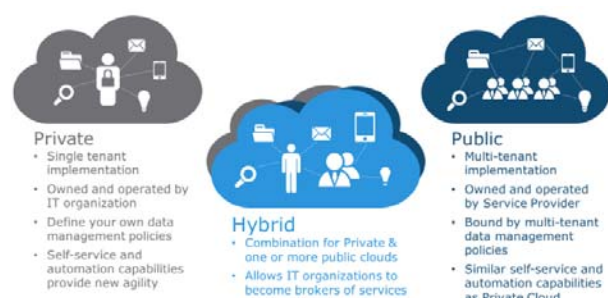 Private
• Single tenant
implementation
• Owned and operated by
IT organization
• Define your own data
management policies
• Self-service and
automation capabilities
provide new agility
Hybrid
• Combination for Private &
one or more public clouds
• Allows IT organizations to
become brokers of services
Public
• Multi-tenant
implementation
• Owned and operated
by Service Provider
• Bound by multi-tenant
data management
policies
• Similar self-service and
automation capabilities
as Private Cloud